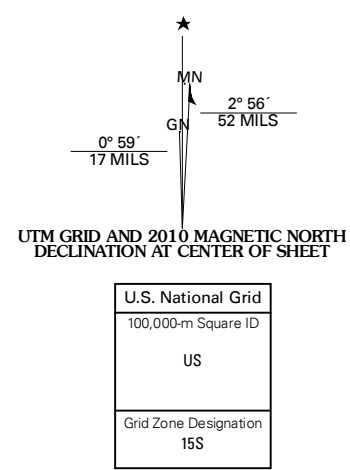 MN
GN
2° 56´
52 MILS
0° 59´
17 MILS
UTM GRID AND 2010 MAGNETIC NORTH
DECLINATION AT CENTER OF SHEET
U.S. National Grid
100,000-m Square ID
US
Grid Zone Designation
15S